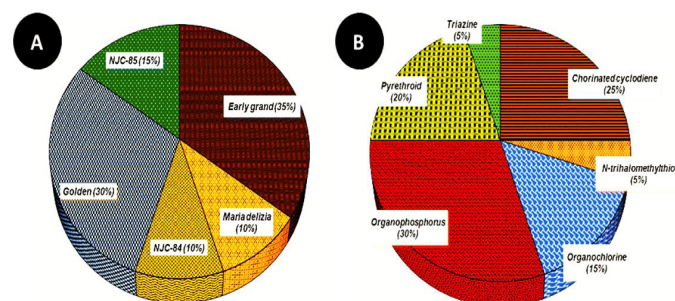 A
NJC-85 (15%)
Early grand (35%)
Golden (30%)
Maria delizia
(10%)
NJC-84 (10%)
B
Triazine
(5%)
Pyrethroid
(20%)
Chorinated cyclodiene
(25%)
N-trihalomethylthio
(5%)
Organophosphorus
(30%)
Organochlorine
(15%)